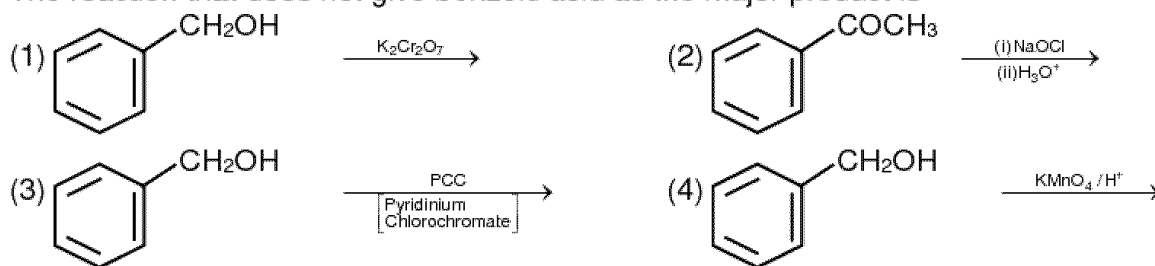 The reaction that does not give benzoic acid as the major product is
(1) CH₂OH K₂Cr₂O₇
(2) COCH₃ (i) NaOCl (ii) H₃O⁺
(3) CH₂OH PCC [Pyridinium Chlorochromate]
(4) CH₂OH KMnO₄ / H⁺